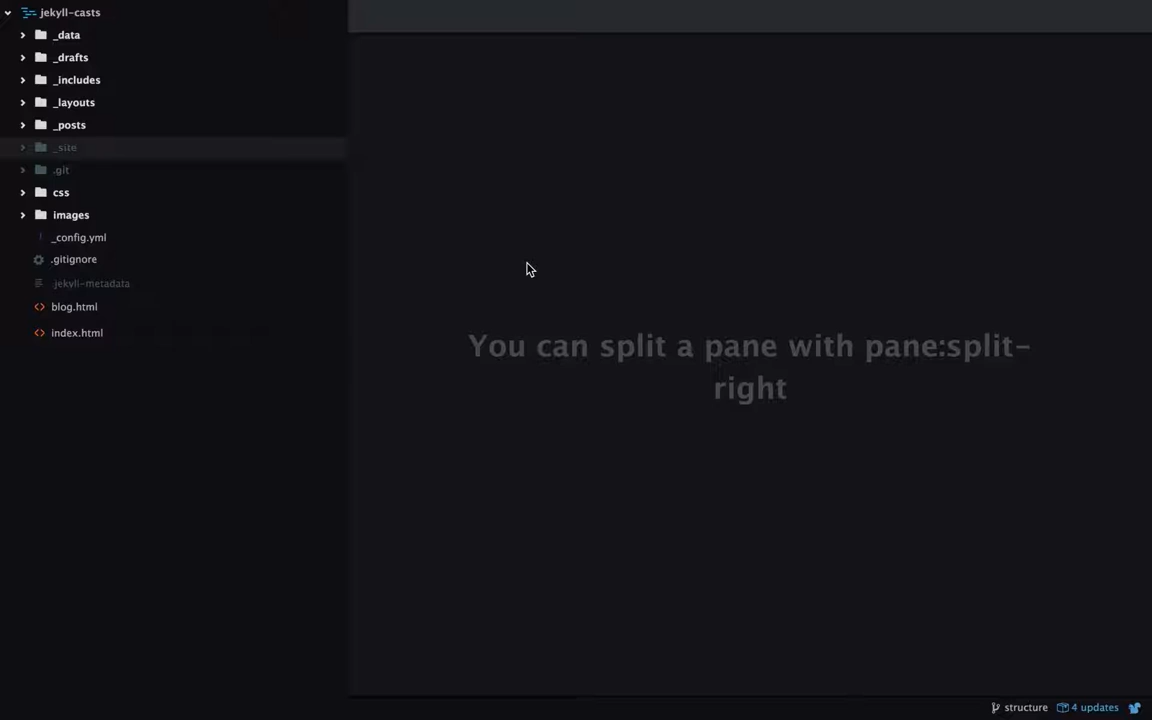 jekyll-casts
_data
_drafts
_includes
_layouts
_posts
_site
.git
css
images
_config.yml
.gitignore
.jekyll-metadata
blog.html
index.html
You can split a pane with pane:split-
right
structure 4 updates